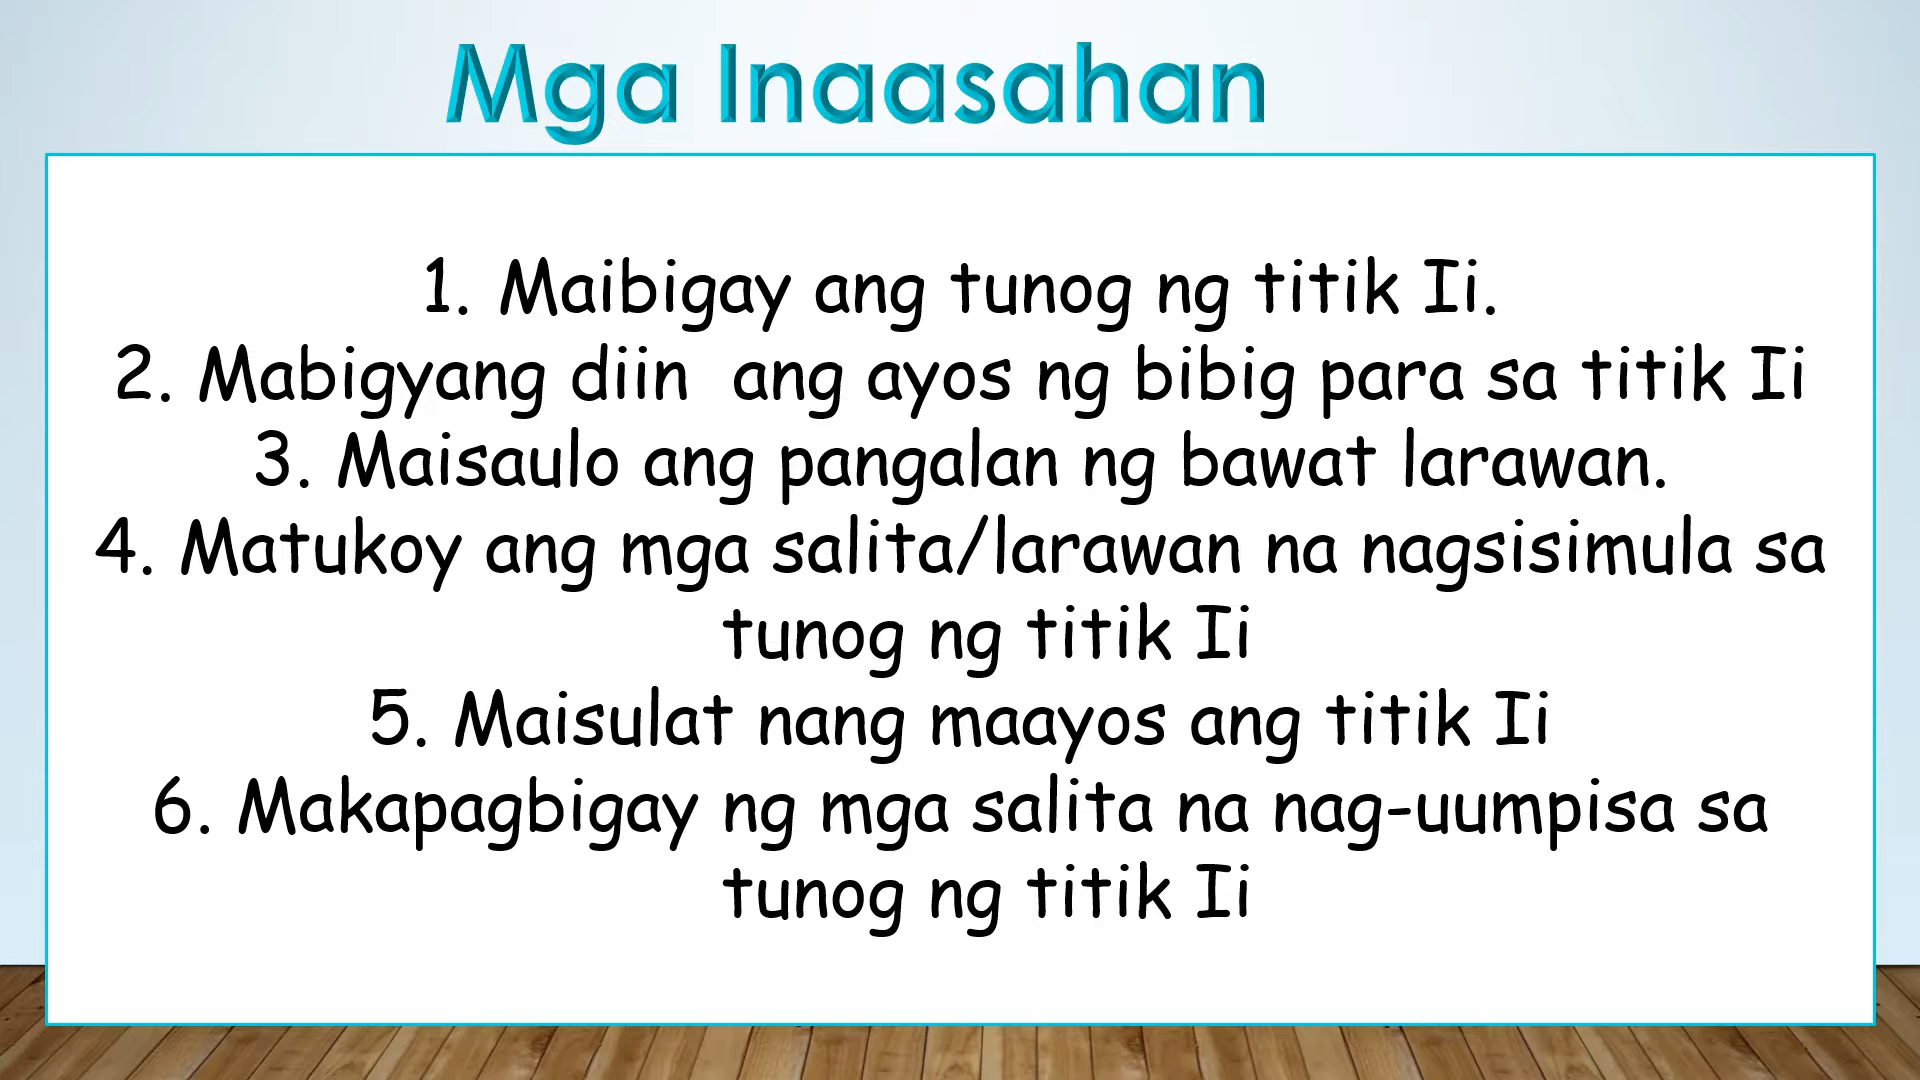 Mga Inaasahan
1. Maibigay ang tunog ng titik Ii.
2. Mabigyang diin  ang ayos ng bibig para sa titik Ii
3. Maisaulo ang pangalan ng bawat larawan.
4. Matukoy ang mga salita/larawan na nagsisimula sa
tunog ng titik Ii
5. Maisulat nang maayos ang titik Ii
6. Makapagbigay ng mga salita na nag-uumpisa sa
tunog ng titik Ii